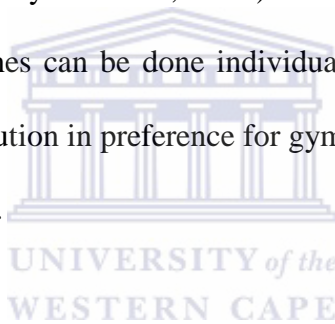 nes can be done individua
ution in preference for gym
.
UNIVERSITY of the
WESTERN CAPE